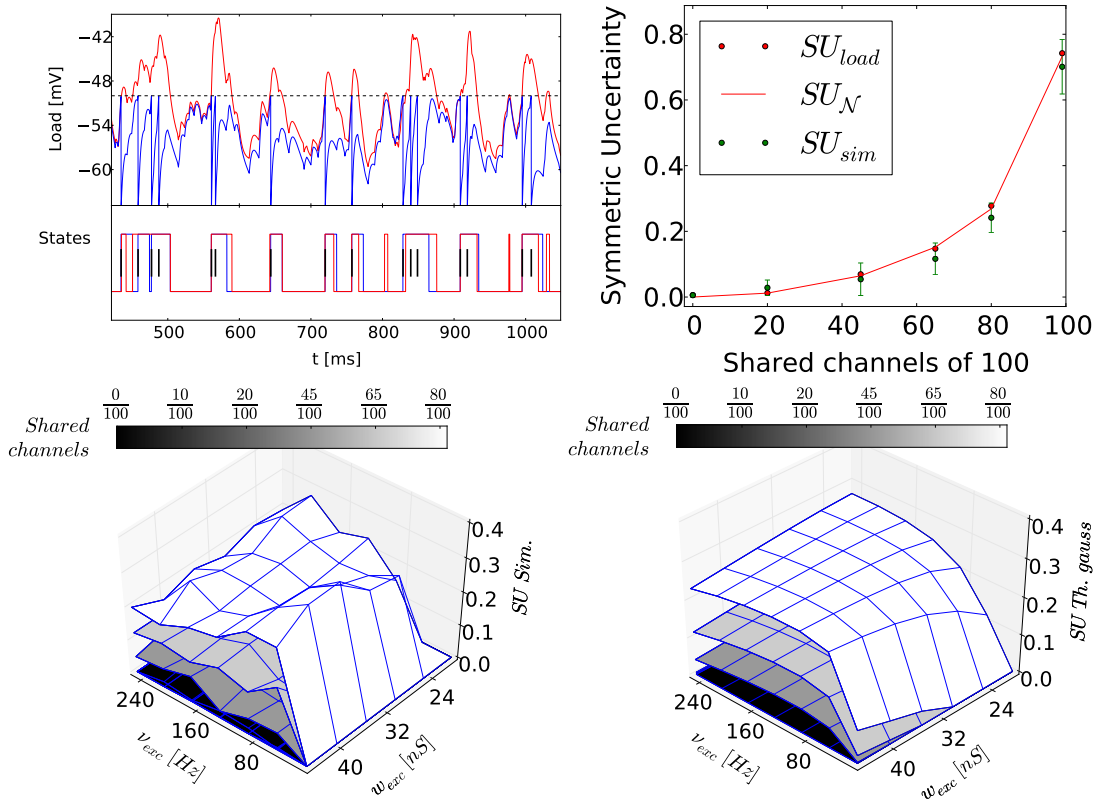 Load [mV]
−42
−48
−54
−60
States
500 600 700 800 900 1000
t [ms]
Symmetric Uncertainty
0.8
0.6
0.4
0.2
0.0
SU_load
SU_𝒩
SU_sim
0 20 40 60 80 100
Shared channels of 100
0/100 10/100 20/100 45/100 65/100 80/100
Shared
channels
0.4
0.3
0.2
0.1
0.0
SU Sim.
240
160
80
ν_exc [Hz]
24
32
40
w_exc [nS]
0/100 10/100 20/100 45/100 65/100 80/100
Shared
channels
0.4
0.3
0.2
0.1
0.0
SU Th. gauss
240
160
80
ν_exc [Hz]
24
32
40
w_exc [nS]